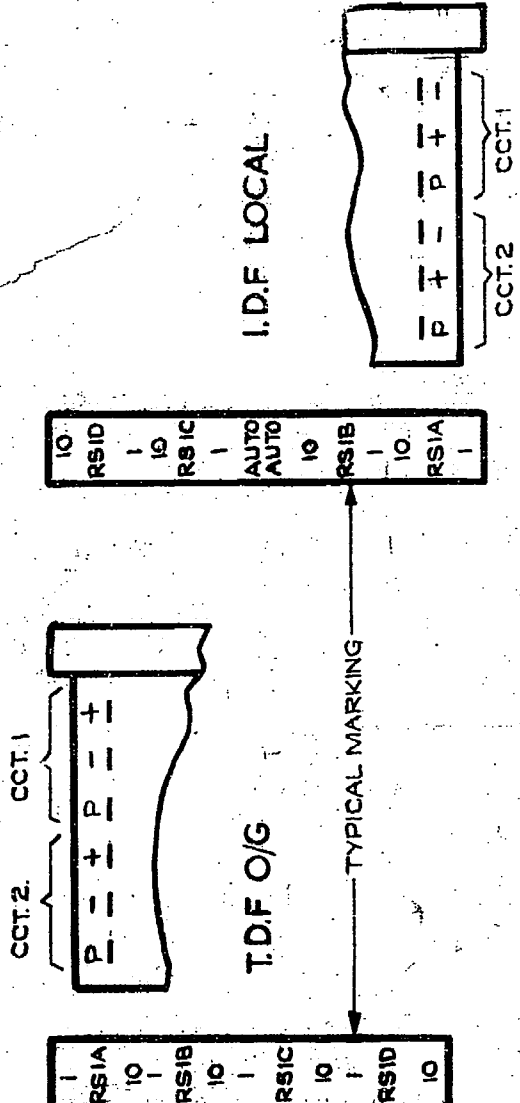 CCT. 2. CCT. 1
P − + P − +
T.D.F O/G
1
RS1A
10
1
RS1B
10
1
RS1C
10
1
RS1D
10
TYPICAL MARKING
10
RS1D
1
10
RS1C
1
AUTO
AUTO
10
RS1B
1
10
RS1A
1
I.D.F LOCAL
P + − P + −
CCT. 2 CCT. 1